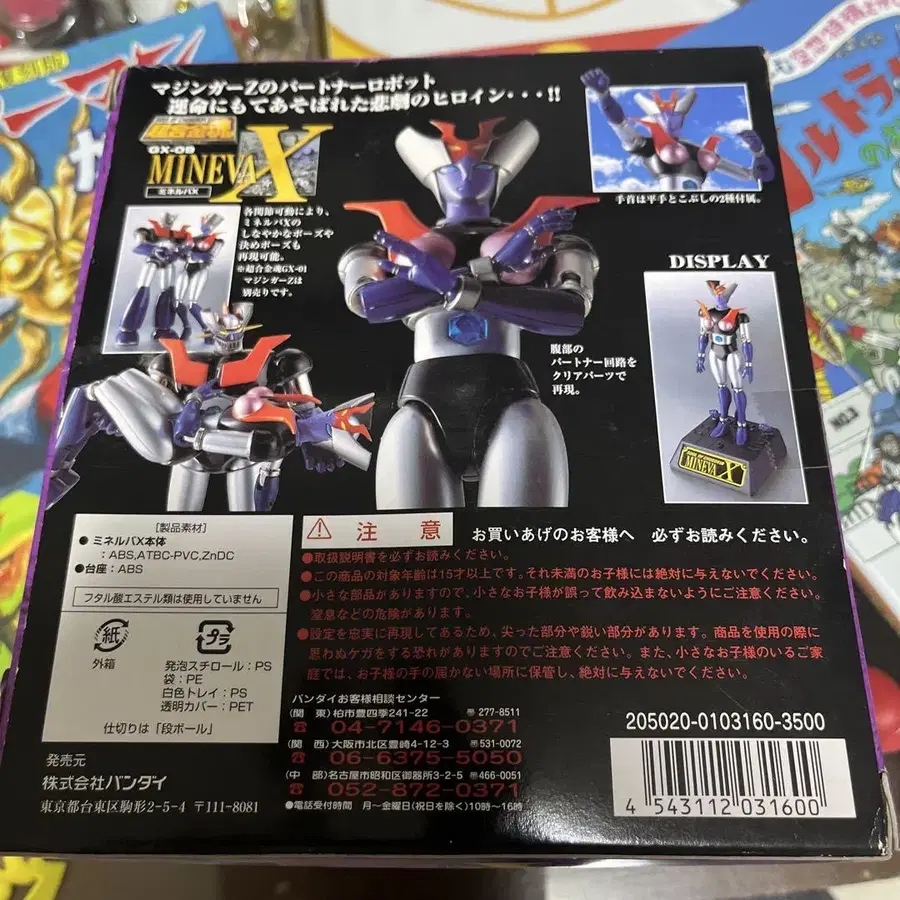 マジンガーZのパートナーロボット
運命にもてあそばれた悲劇のヒロイン・・・!!
超合金魂
GX-09
MINEVA X
ミネルバX
各関節可動により、
ミネルバXの
しなやかなポーズや
決めポーズも
再現可能。
※超合金魂GX-01
マジンガーZは
別売りです。
手首は平手とこぶしの2種付属。
DISPLAY
腹部の
パートナー回路を
クリアパーツで
再現。
MINEVA X
NO.3
[製品素材]
●ミネルバX本体
:ABS,ATBC-PVC,ZnDC
●台座:ABS
フタル酸エステル類は使用していません
紙
外箱
プラ
発泡スチロール:PS
袋:PE
白色トレイ:PS
透明カバー:PET
仕切りは「段ボール」
発売元
株式会社バンダイ
東京都台東区駒形2-5-4 〒111-8081
注意 お買いあげのお客様へ 必ずお読みください。
●取扱説明書を必ずお読みください。
●この商品の対象年齢は15才以上です。それ未満のお子様には絶対に与えないでください。
●小さな部品がありますので、小さなお子様が誤って飲み込まないようにご注意ください。
窒息などの危険があります。
●設定を忠実に再現してあるため、尖った部分や鋭い部分があります。商品を使用の際に
思わぬケガをする恐れがありますのでご注意ください。また、小さなお子様のいるご家
庭では、お子様の手の届かない場所に保管し、絶対に与えないでください。
バンダイお客様相談センター
(関 東)柏市豊四季241-22 〒277-8511
☎ 04-7146-0371
(関 西)大阪市北区豊崎4-12-3 〒531-0072
☎ 06-6375-5050
(中 部)名古屋市昭和区御器所3-2-5 〒466-0051
☎ 052-872-0371
●電話受付時間 月~金曜日(祝日を除く)10時~16時
205020-0103160-3500
4 543112 031600